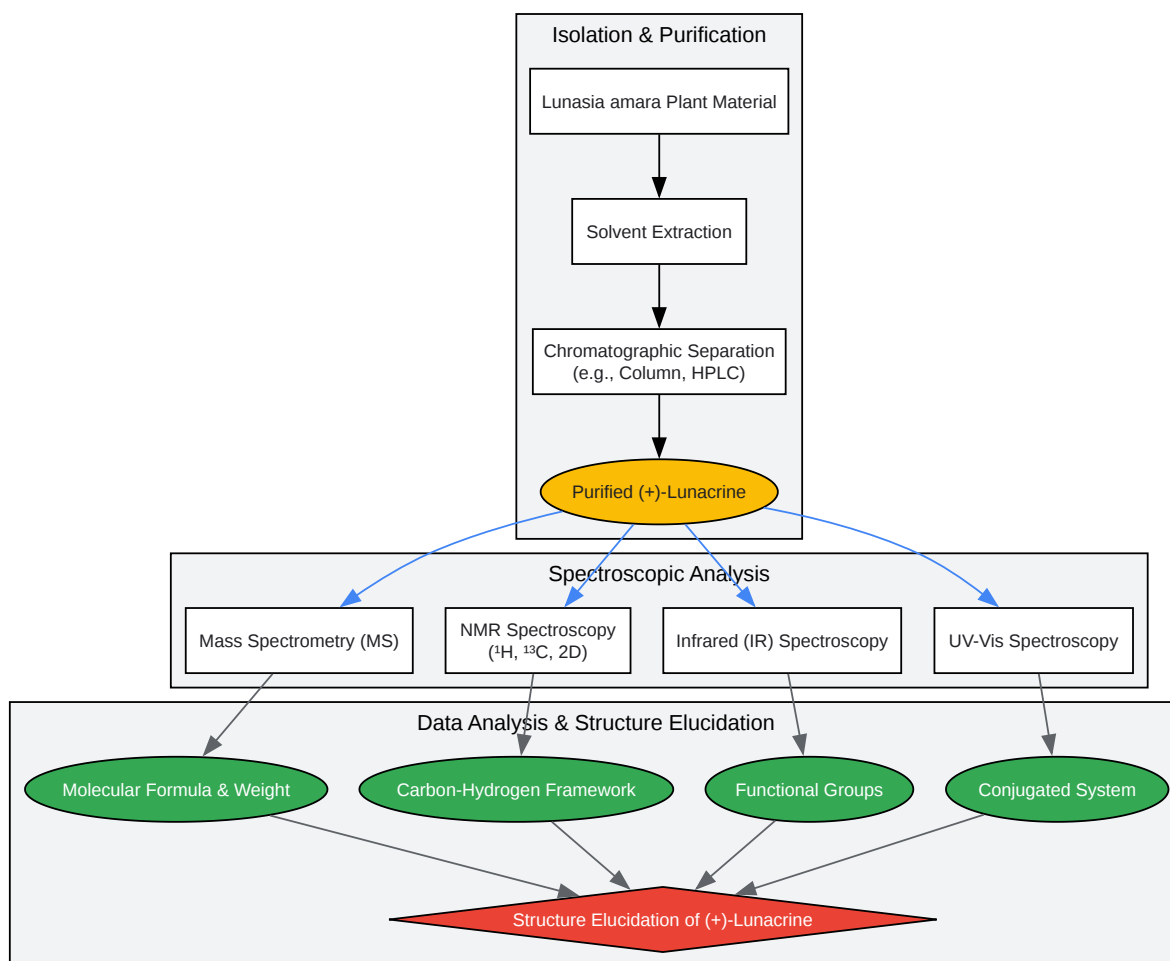 Isolation & Purification
Lunasia amara Plant Material
Solvent Extraction
Chromatographic Separation
(e.g., Column, HPLC)
Purified (+)-Lunacrine
Spectroscopic Analysis
Mass Spectrometry (MS)
NMR Spectroscopy
(¹H, ¹³C, 2D)
Infrared (IR) Spectroscopy
UV-Vis Spectroscopy
Data Analysis & Structure Elucidation
Molecular Formula & Weight
Carbon-Hydrogen Framework
Functional Groups
Conjugated System
Structure Elucidation of (+)-Lunacrine